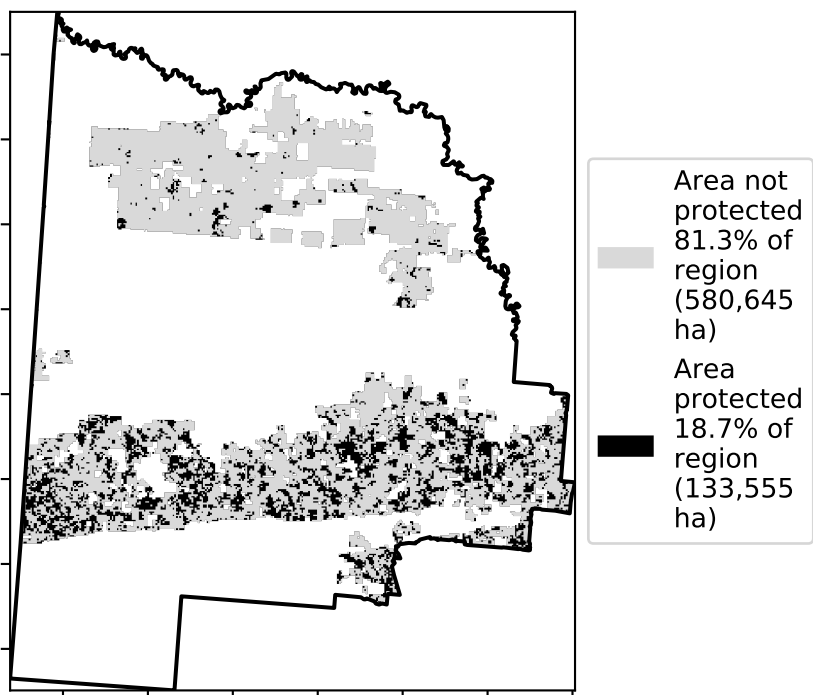 Area not
protected
81.3% of
region
(580,645
ha)
Area
protected
18.7% of
region
(133,555
ha)